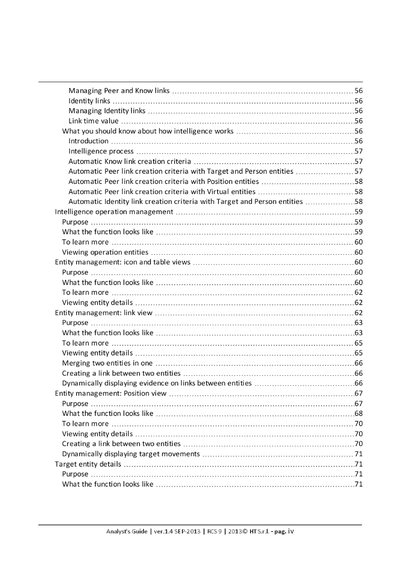 Managing Peer and Know links ........ 56
Identity links ........ 56
Managing Identity links ........ 56
Link time value ........ 56
What you should know about how intelligence works ........ 56
Introduction ........ 56
Intelligence process ........ 57
Automatic Know link creation criteria ........ 57
Automatic Peer link creation criteria with Target and Person entities ........ 57
Automatic Peer link creation criteria with Position entities ........ 58
Automatic Peer link creation criteria with Virtual entities ........ 58
Automatic Identity link creation criteria with Target and Person entities ........ 58
Intelligence operation management ........ 59
Purpose ........ 59
What the function looks like ........ 59
To learn more ........ 60
Viewing operation entities ........ 60
Entity management: icon and table views ........ 60
Purpose ........ 60
What the function looks like ........ 60
To learn more ........ 62
Viewing entity details ........ 62
Entity management: link view ........ 62
Purpose ........ 63
What the function looks like ........ 63
To learn more ........ 65
Viewing entity details ........ 65
Merging two entities in one ........ 66
Creating a link between two entities ........ 66
Dynamically displaying evidence on links between entities ........ 66
Entity management: Position view ........ 67
Purpose ........ 67
What the function looks like ........ 68
To learn more ........ 70
Viewing entity details ........ 70
Creating a link between two entities ........ 70
Dynamically displaying target movements ........ 71
Target entity details ........ 71
Purpose ........ 71
What the function looks like ........ 71
Analyst's Guide | ver.1.4 SEP-2013 | RCS 9 | 2013© HT S.r.l. - pag. iv